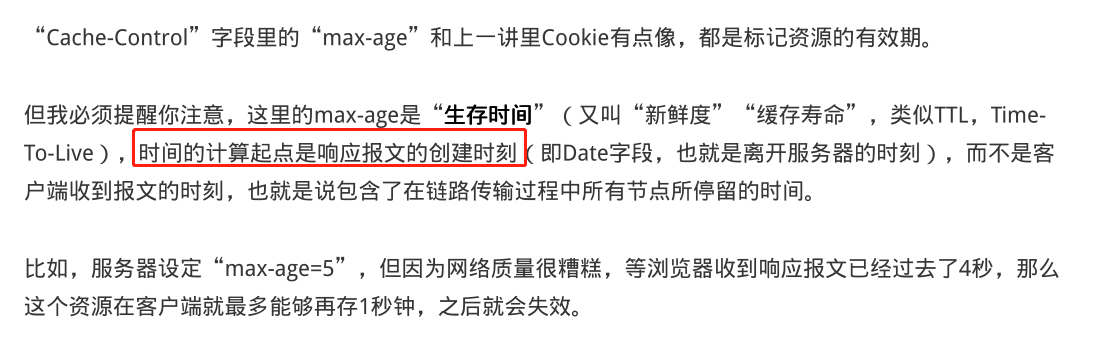 “Cache-Control”字段里的“max-age”和上一讲里Cookie有点像，都是标记资源的有效期。
但我必须提醒你注意，这里的max-age是“生存时间”（又叫“新鲜度”“缓存寿命”，类似TTL，Time-
To-Live），时间的计算起点是响应报文的创建时刻（即Date字段，也就是离开服务器的时刻），而不是客
户端收到报文的时刻，也就是说包含了在链路传输过程中所有节点所停留的时间。
比如，服务器设定“max-age=5”，但因为网络质量很糟糕，等浏览器收到响应报文已经过去了4秒，那么
这个资源在客户端就最多能够再存1秒钟，之后就会失效。